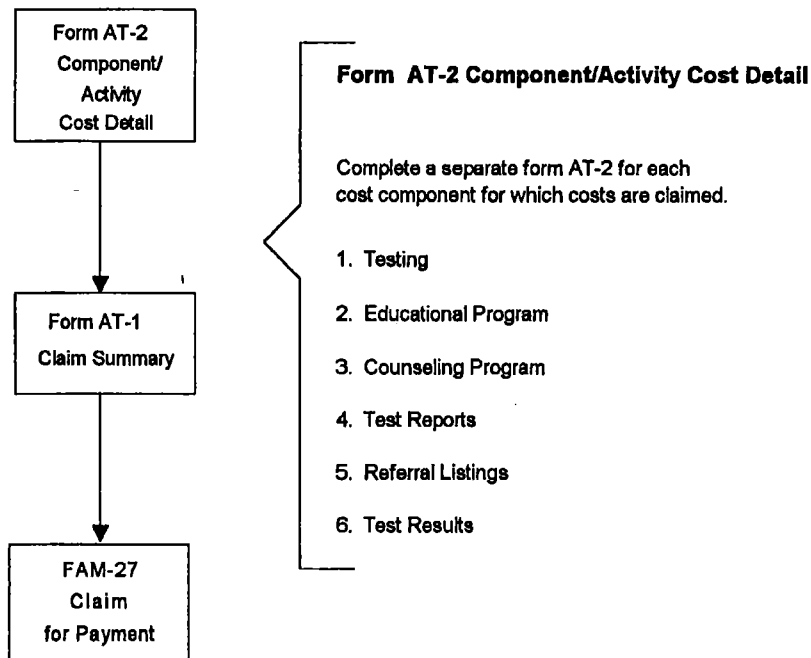 Form AT-2
Component/
Activity
Cost Detail
Form AT-1
Claim Summary
FAM-27
Claim
for Payment
Form AT-2 Component/Activity Cost Detail
Complete a separate form AT-2 for each
cost component for which costs are claimed.
1. Testing
2. Educational Program
3. Counseling Program
4. Test Reports
5. Referral Listings
6. Test Results